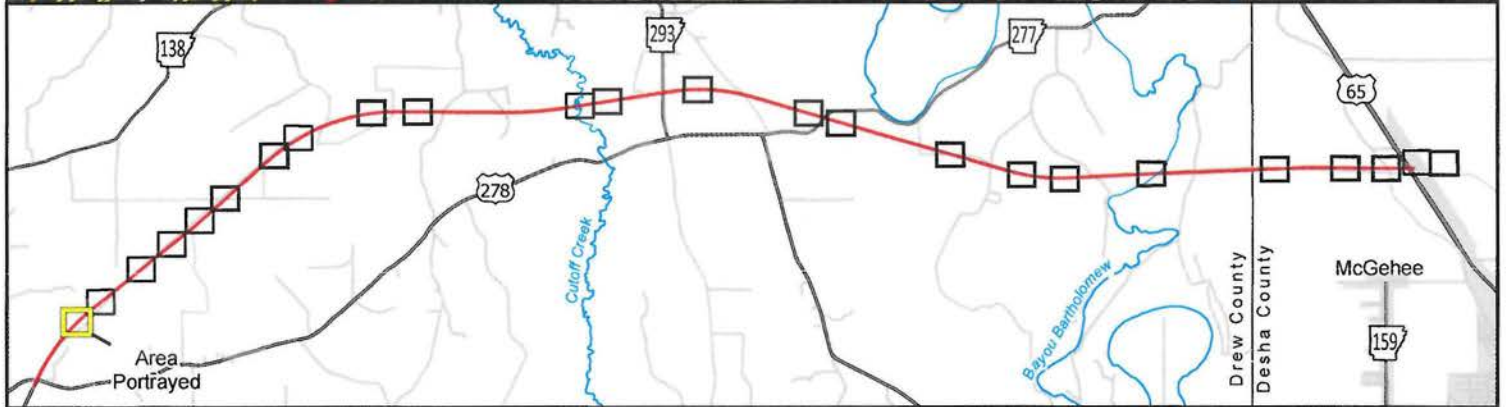 138
293
277
65
278
Cutoff Creek
Bayou Bartholomew
Drew County
Desha County
McGehee
159
Area
Portrayed